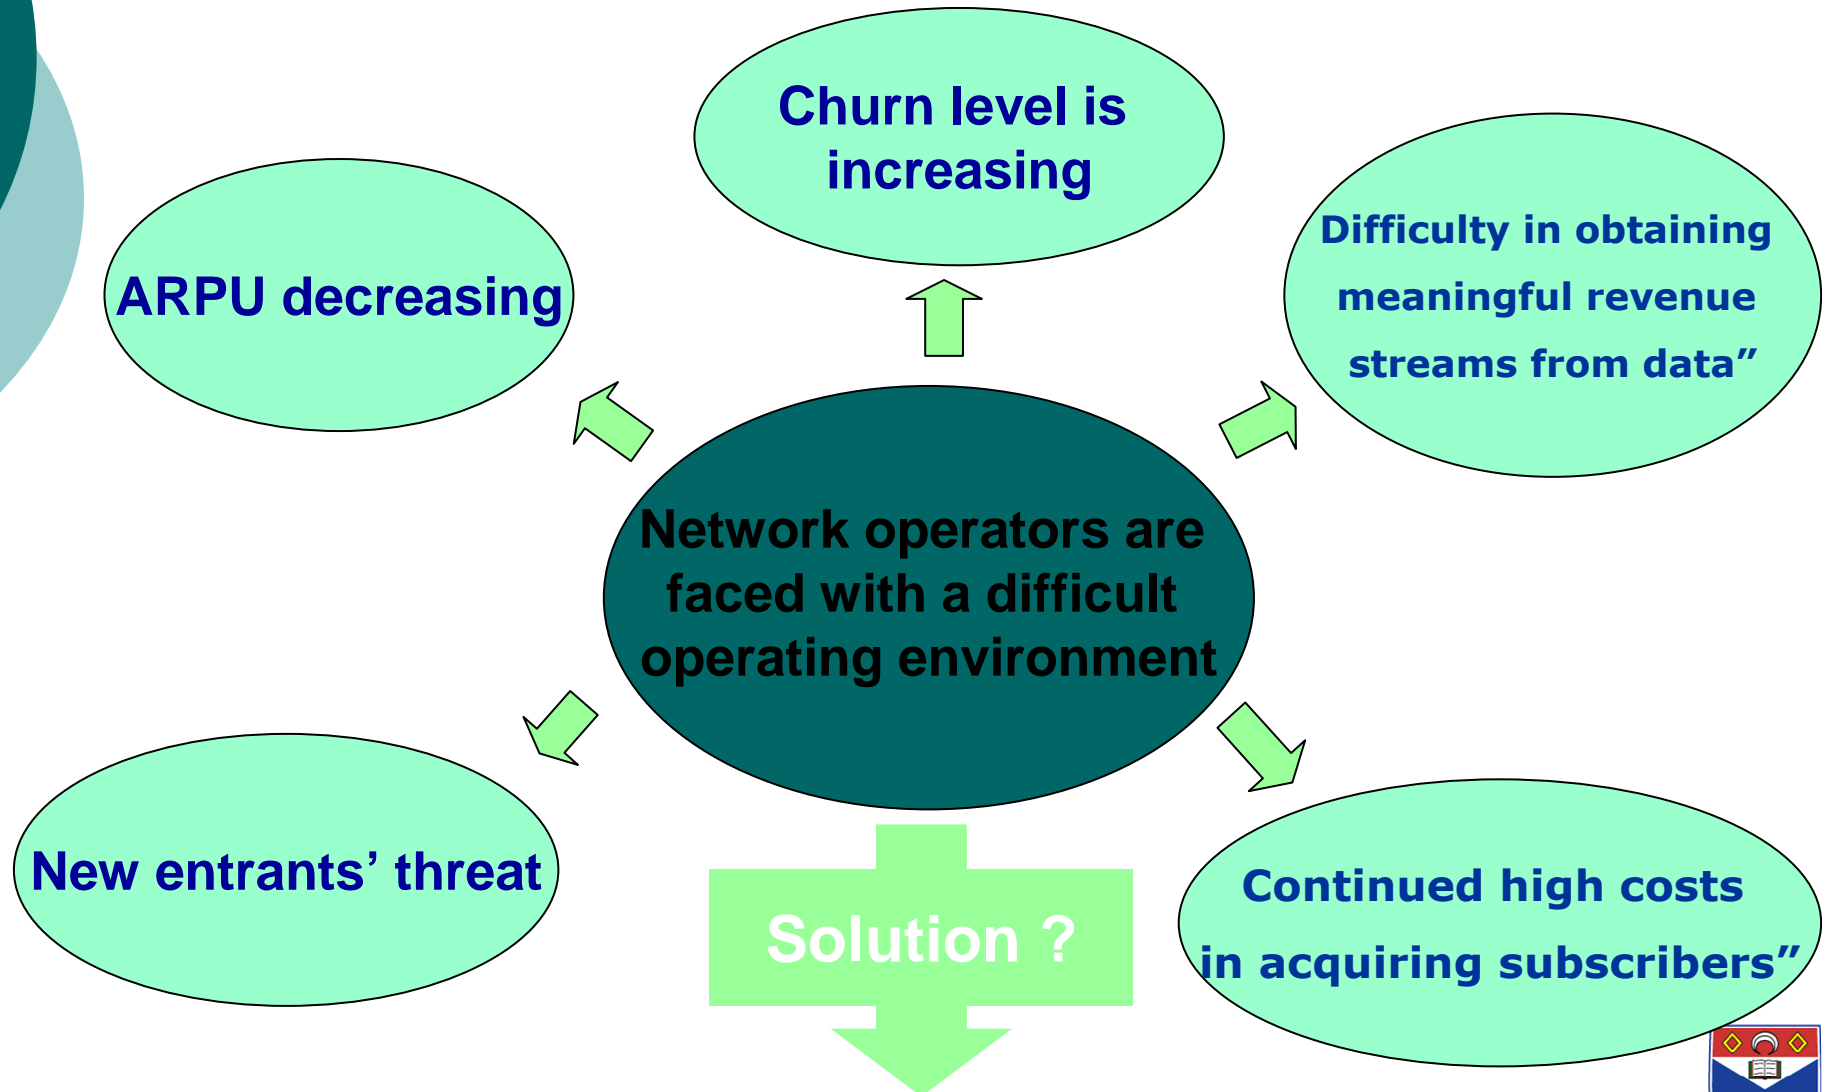 Churn level is
increasing
ARPU decreasing
Difficulty in obtaining
meaningful revenue
streams from data”
Network operators are
faced with a difficult
operating environment
New entrants’ threat
Solution ?
Continued high costs
in acquiring subscribers”